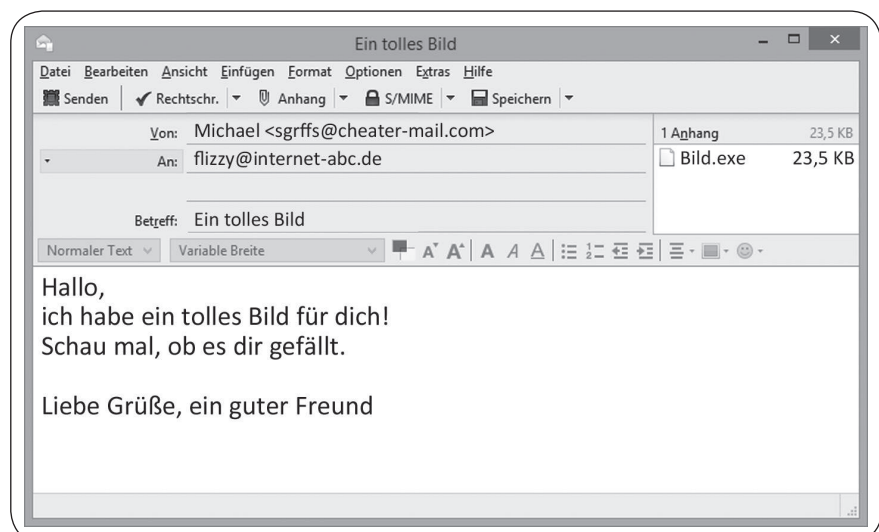 Ein tolles Bild
Datei Bearbeiten Ansicht Einfügen Format Optionen Extras Hilfe
Senden Rechtschr. Anhang S/MIME Speichern
Von: Michael <sgrffs@cheater-mail.com>
1 Anhang 23,5 KB
An: flizzy@internet-abc.de
Bild.exe 23,5 KB
Betreff: Ein tolles Bild
Normaler Text Variable Breite
Hallo,
ich habe ein tolles Bild für dich!
Schau mal, ob es dir gefällt.
Liebe Grüße, ein guter Freund